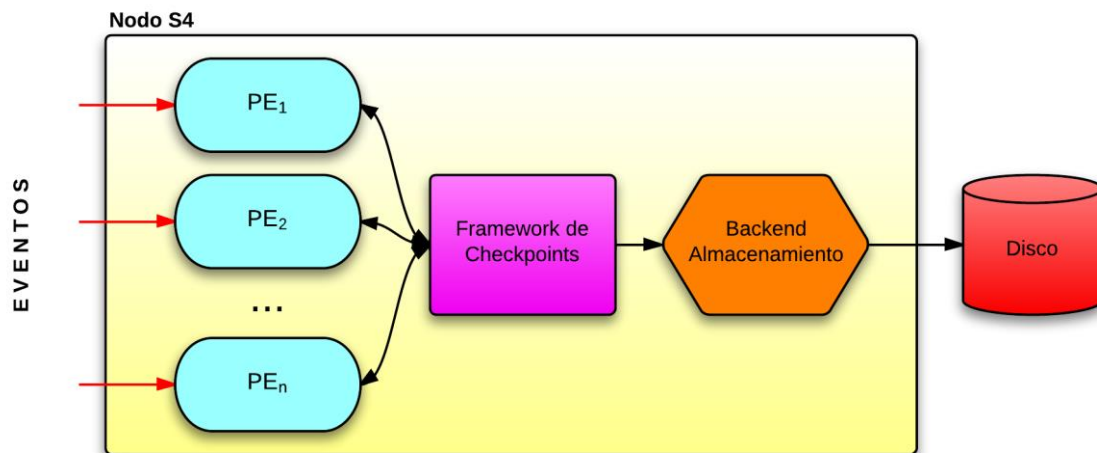 Nodo S4
EVENTOS
PE1
PE2
...
PEn
Framework de
Checkpoints
Backend
Almacenamiento
Disco